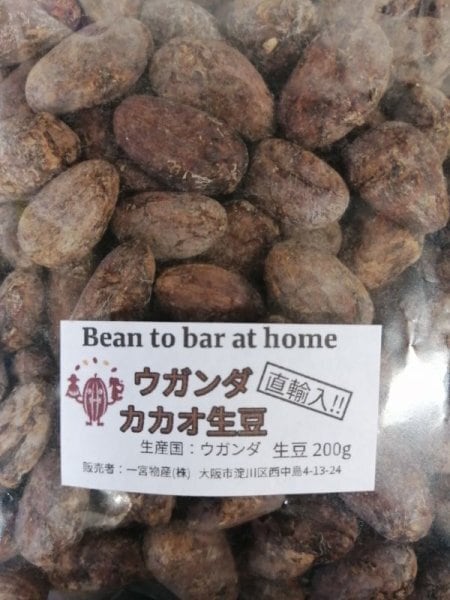 Bean to bar at home
ウガンダ
直輸入!!
カカオ生豆
生産国：ウガンダ 生豆 200g
販売者：一宮物産(株) 大阪市淀川区西中島4-13-24